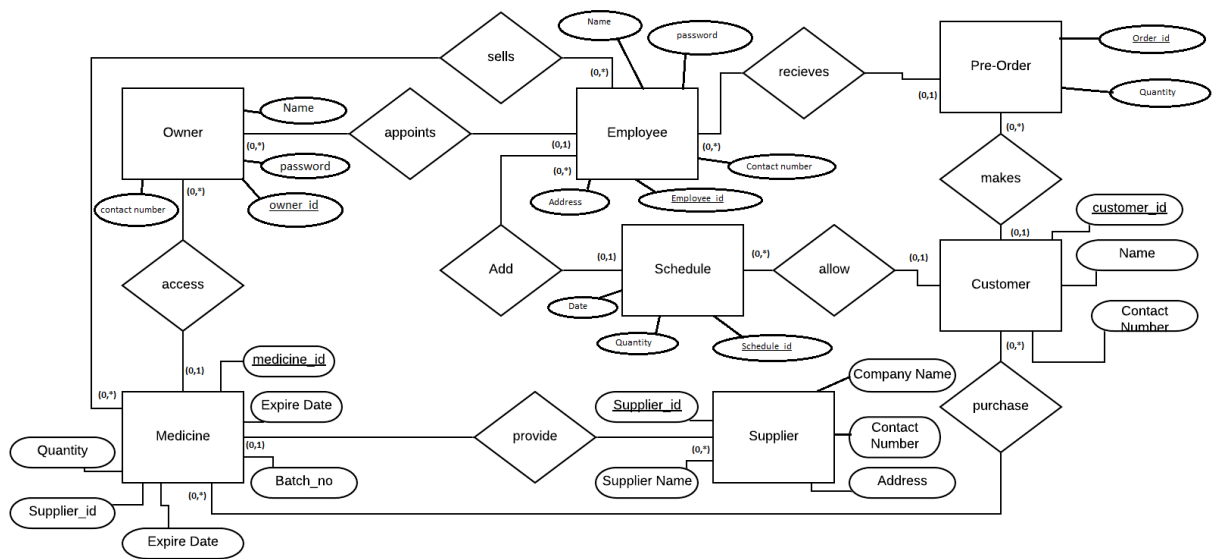 Name
password
Order_id
sells
(0,*)
recieves
Pre-Order
(0,1)
Quantity
Name
Owner
appoints
Employee
(0,*)
(0,1)
(0,*)
(0,*)
(0,*)
password
Contact number
makes
contact number
owner_id
(0,*)
Address
Employee_id
customer_id
(0,1)
Name
access
Add
(0,1)
Schedule
(0,*)
allow
(0,1)
Customer
Date
Contact
Number
Quantity
Schedule_id
(0,*)
(0,1)
medicine_id
Company Name
(0,*)
Expire Date
Supplier_id
purchase
Medicine
provide
Supplier
Contact
Number
Quantity
(0,1)
(0,*)
Batch_no
Supplier Name
Address
(0,*)
Supplier_id
Expire Date